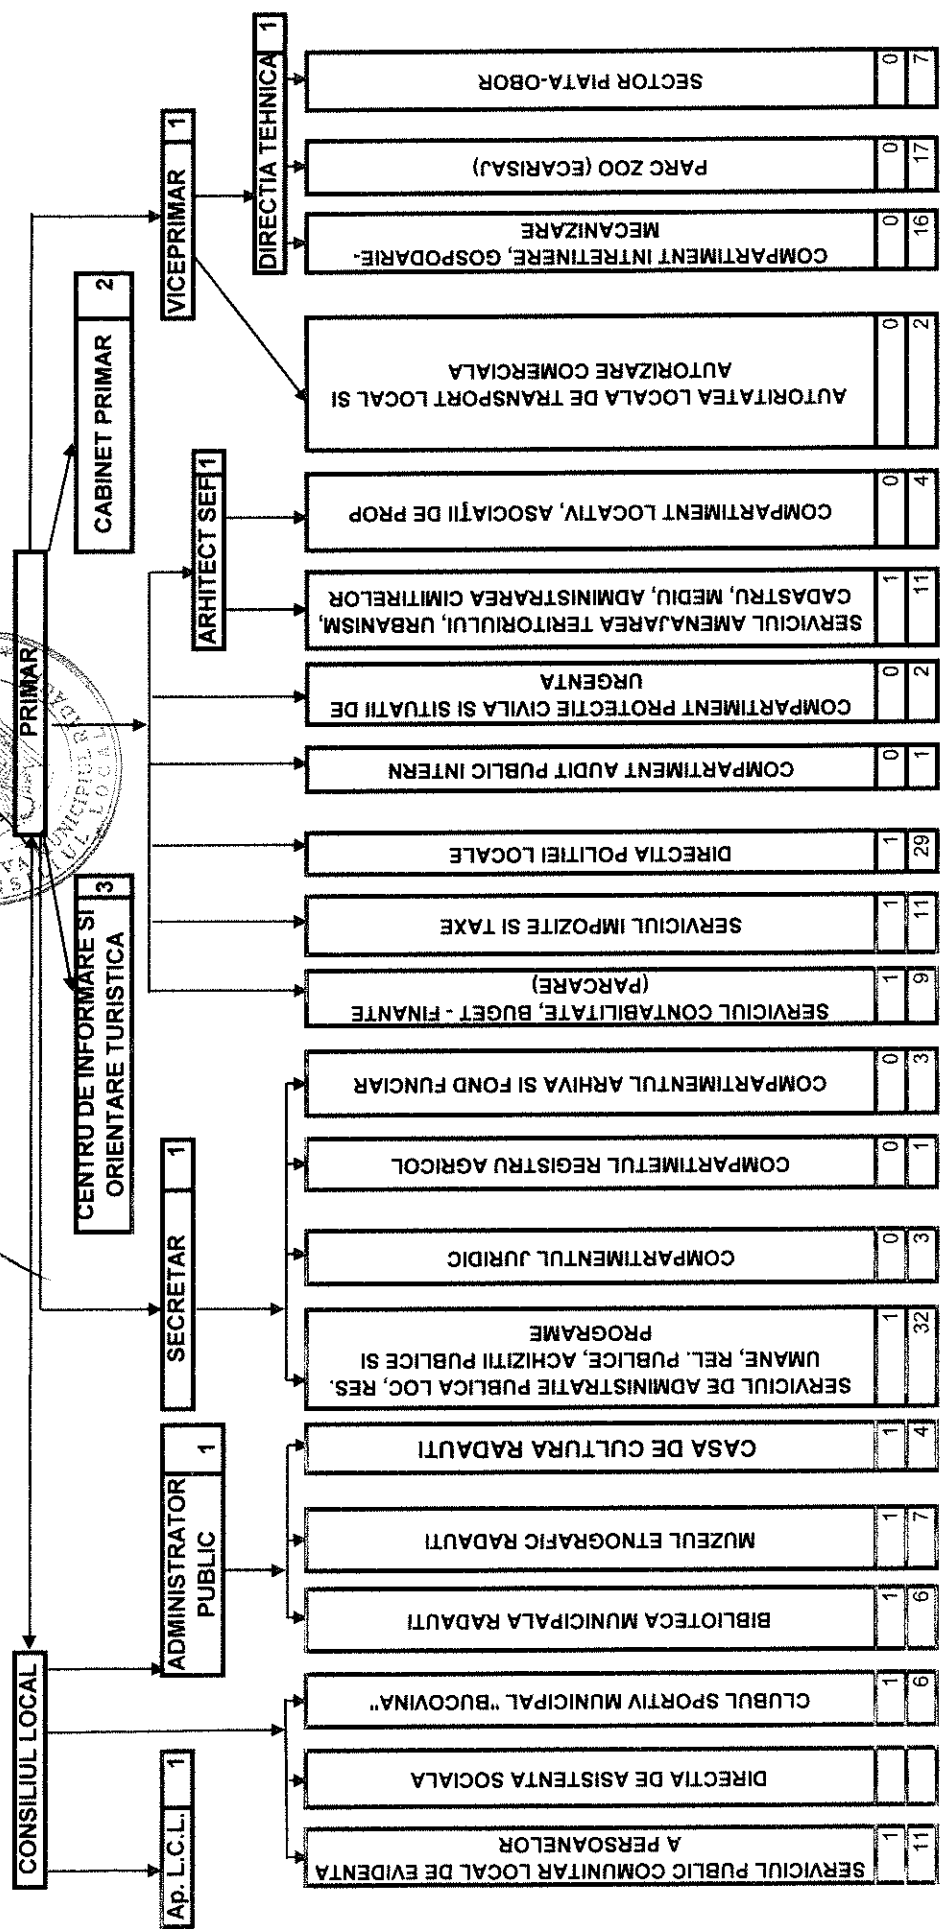 PRIMAR
CONSILIUL LOCAL
CENTRU DE INFORMARE SI
ORIENTARE TURISTICA
3
CABINET PRIMAR
2
Ap. L.C.L.
1
ADMINISTRATOR
PUBLIC
1
SECRETAR
1
ARHITECT SEF
1
VICEPRIMAR
1
DIRECTIA TEHNICA
1
SERVICIUL PUBLIC COMUNITAR LOCAL DE EVIDENTA
A PERSOANELOR
1
11
DIRECTIA DE ASISTENTA SOCIALA
CLUBUL SPORTIV MUNICIPAL "BUCOVINA"
1
6
BIBLIOTECA MUNICIPALA RADAUTI
1
6
MUZEUL ETNOGRAFIC RADAUTI
1
7
CASA DE CULTURA RADAUTI
1
4
SERVICIUL DE ADMINISTRATIE PUBLICA LOC, RES.
UMANE, REL. PUBLICE, ACHIZITII PUBLICE SI
PROGRAME
1
32
COMPARTIMENTUL JURIDIC
0
3
COMPARTIMETUL REGISTRU AGRICOL
0
1
COMPARTIMENTUL ARHIVA SI FOND FUNCIAR
0
3
SERVICIUL CONTABILITATE, BUGET - FINANTE
(PARCARE)
1
9
SERVICIUL IMPOZITE SI TAXE
1
11
DIRECTIA POLITIEI LOCALE
1
29
COMPARTIMENT AUDIT PUBLIC INTERN
0
1
COMPARTIMENT PROTECTIE CIVILA SI SITUATII DE
URGENTA
0
2
SERVICIUL AMENAJAREA TERITORIULUI, URBANISM,
CADASTRU, MEDIU, ADMINISTRAREA CIMITIRELOR
1
11
COMPARTIMENT LOCATIV, ASOCIAȚII DE PROP
0
4
AUTORITATEA LOCALA DE TRANSPORT LOCAL SI
AUTORIZARE COMERCIALA
0
2
COMPARTIMENT INTRETINERE, GOSPODARIE-
MECANIZARE
0
16
PARC ZOO (ECARISAJ)
0
17
SECTOR PIATA-OBOR
0
7